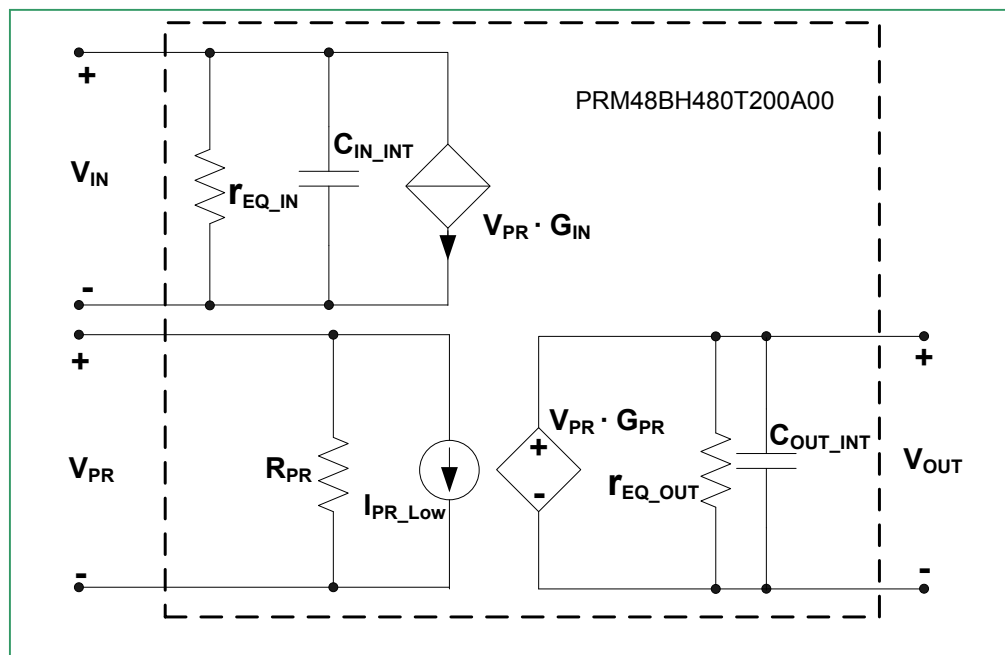 PRM48BH480T200A00
+
V_IN
-
r_EQ_IN
C_IN_INT
V_PR · G_IN
+
V_PR
-
R_PR
I_PR_Low
V_PR · G_PR
+
-
r_EQ_OUT
C_OUT_INT
+
V_OUT
-